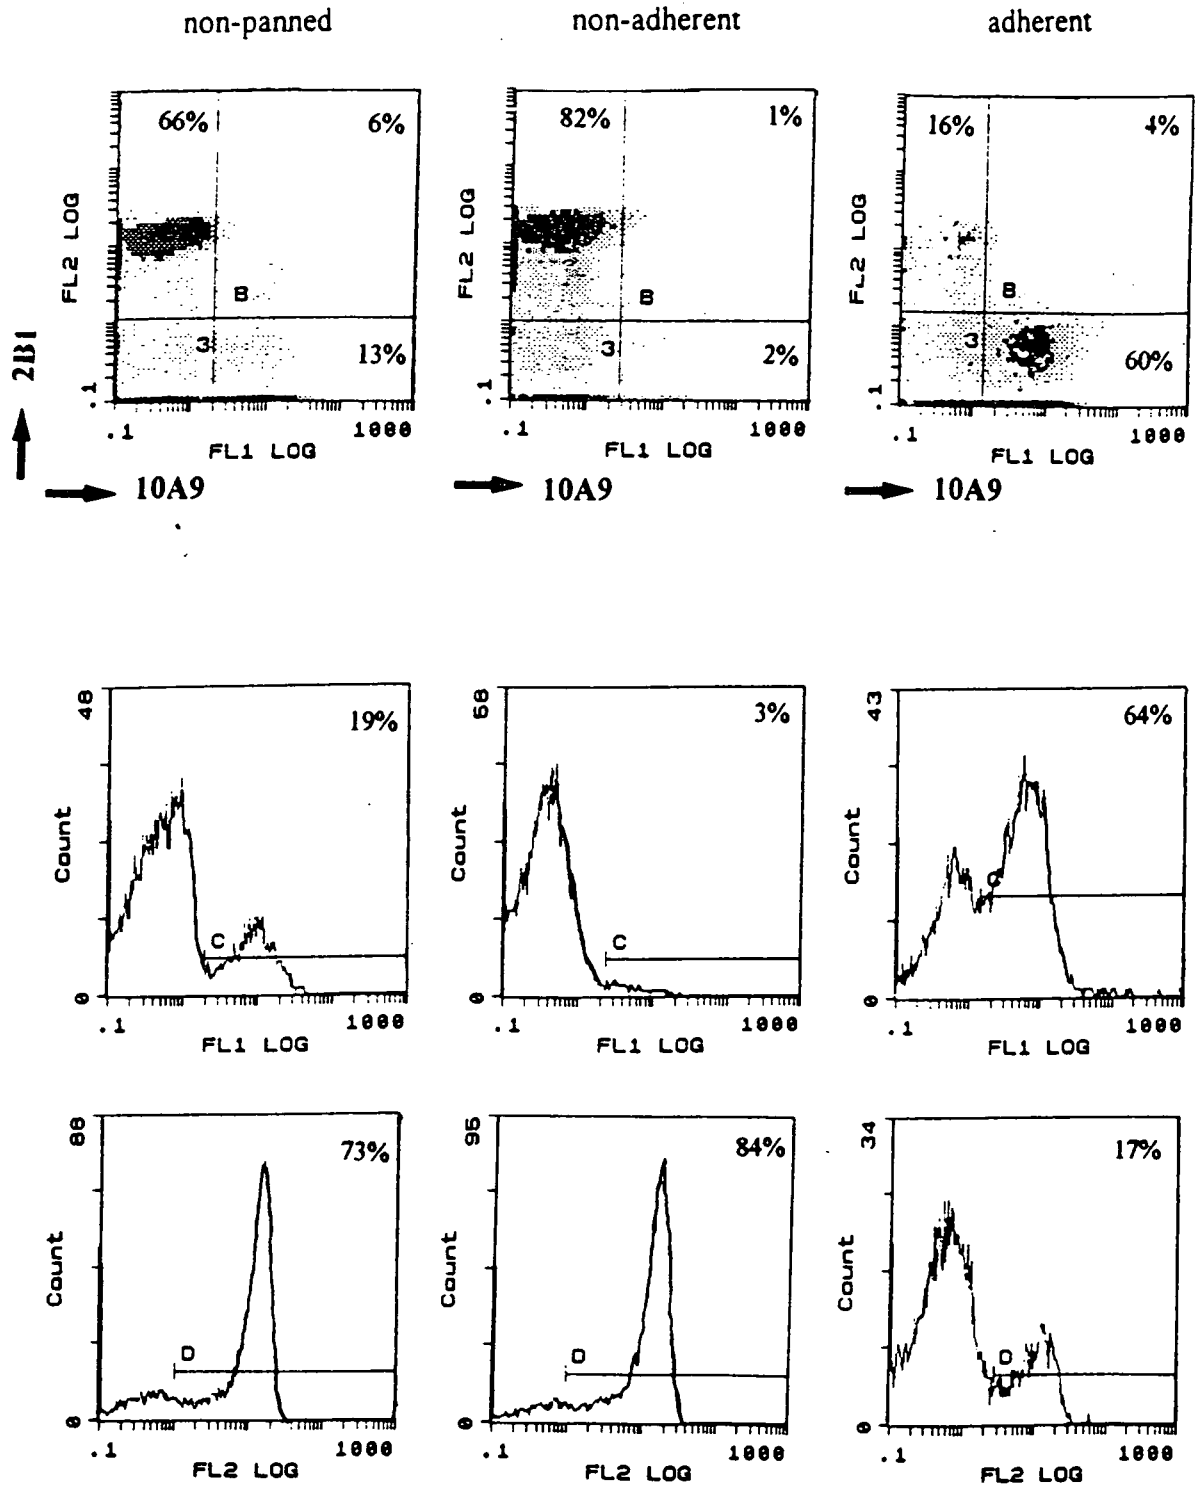 non-panned non-adherent adherent
66% 6% 82% 1% 16% 4%
FL2 LOG FL2 LOG FL2 LOG
B B B
3 3 3
13% 2% 60%
2B1
.1 .1 .1
.1 1000 .1 1000 .1 1000
FL1 LOG FL1 LOG FL1 LOG
10A9 10A9 10A9
48 68 43
19% 3% 64%
Count Count Count
C C C
0 0 0
.1 1000 .1 1000 .1 1000
FL1 LOG FL1 LOG FL1 LOG
88 95 34
73% 84% 17%
Count Count Count
D D D
0 0 0
.1 1000 .1 1000 .1 1000
FL2 LOG FL2 LOG FL2 LOG